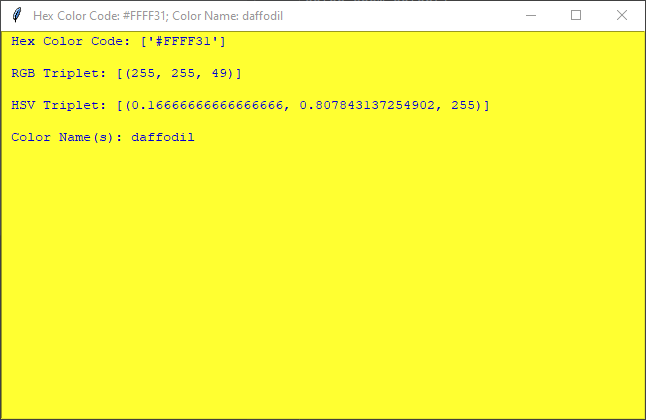 Hex Color Code: #FFFF31; Color Name: daffodil
Hex Color Code: ['#FFFF31']
RGB Triplet: [(255, 255, 49)]
HSV Triplet: [(0.16666666666666666, 0.807843137254902, 255)]
Color Name(s): daffodil